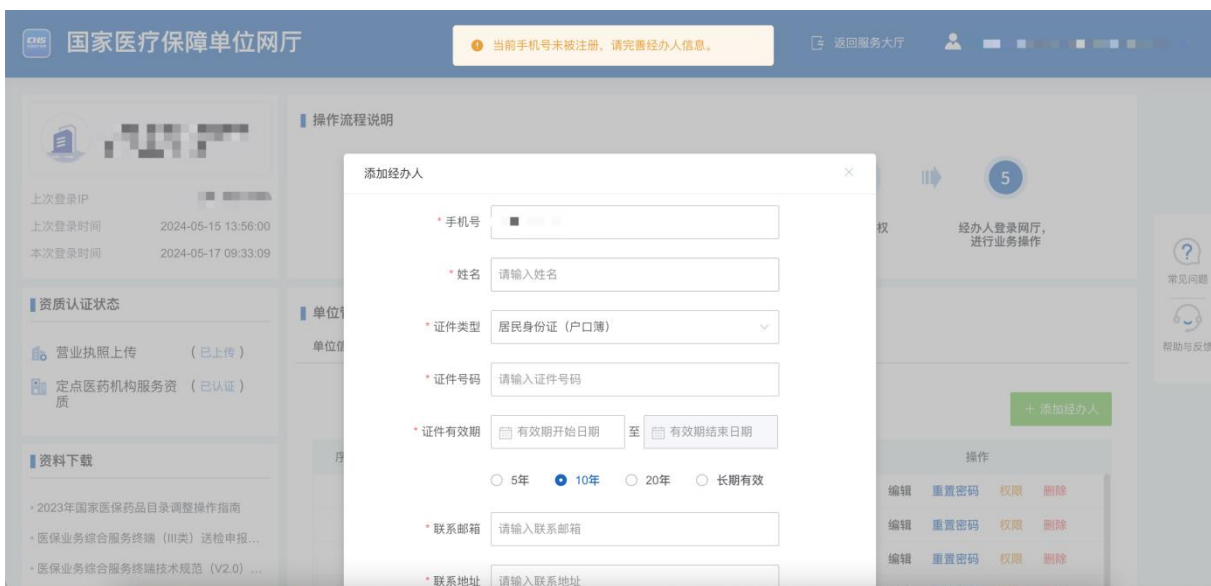 CHS
国家医疗保障单位网厅
当前手机号未被注册，请完善经办人信息。
返回服务大厅
操作流程说明
上次登录IP
上次登录时间 2024-05-15 13:56:00
本次登录时间 2024-05-17 09:33:09
5
权
经办人登录网厅，
进行业务操作
常见问题
帮助与反馈
资质认证状态
营业执照上传 （已上传）
定点医药机构服务资 （已认证）
质
资料下载
·2023年国家医保药品目录调整操作指南
·医保业务综合服务终端（III类）送检申报...
·医保业务综合服务终端技术规范（V2.0）...
单位
单位信
+ 添加经办人
序
操作
编辑 重置密码 权限 删除
编辑 重置密码 权限 删除
编辑 重置密码 权限 删除
添加经办人 ×
* 手机号
* 姓名 请输入姓名
* 证件类型 居民身份证（户口簿）
* 证件号码 请输入证件号码
* 证件有效期 有效期开始日期 至 有效期结束日期
5年 10年 20年 长期有效
* 联系邮箱 请输入联系邮箱
* 联系地址 请输入联系地址